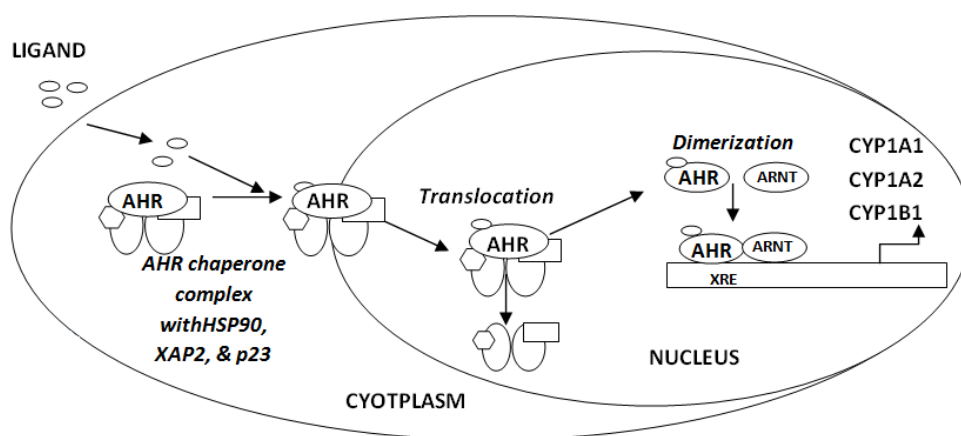 LIGAND
AHR
AHR chaperone
complex
withHSP90,
XAP2, & p23
AHR
Translocation
AHR
Dimerization
AHR
ARNT
AHR
ARNT
XRE
CYP1A1
CYP1A2
CYP1B1
NUCLEUS
CYOTPLASM